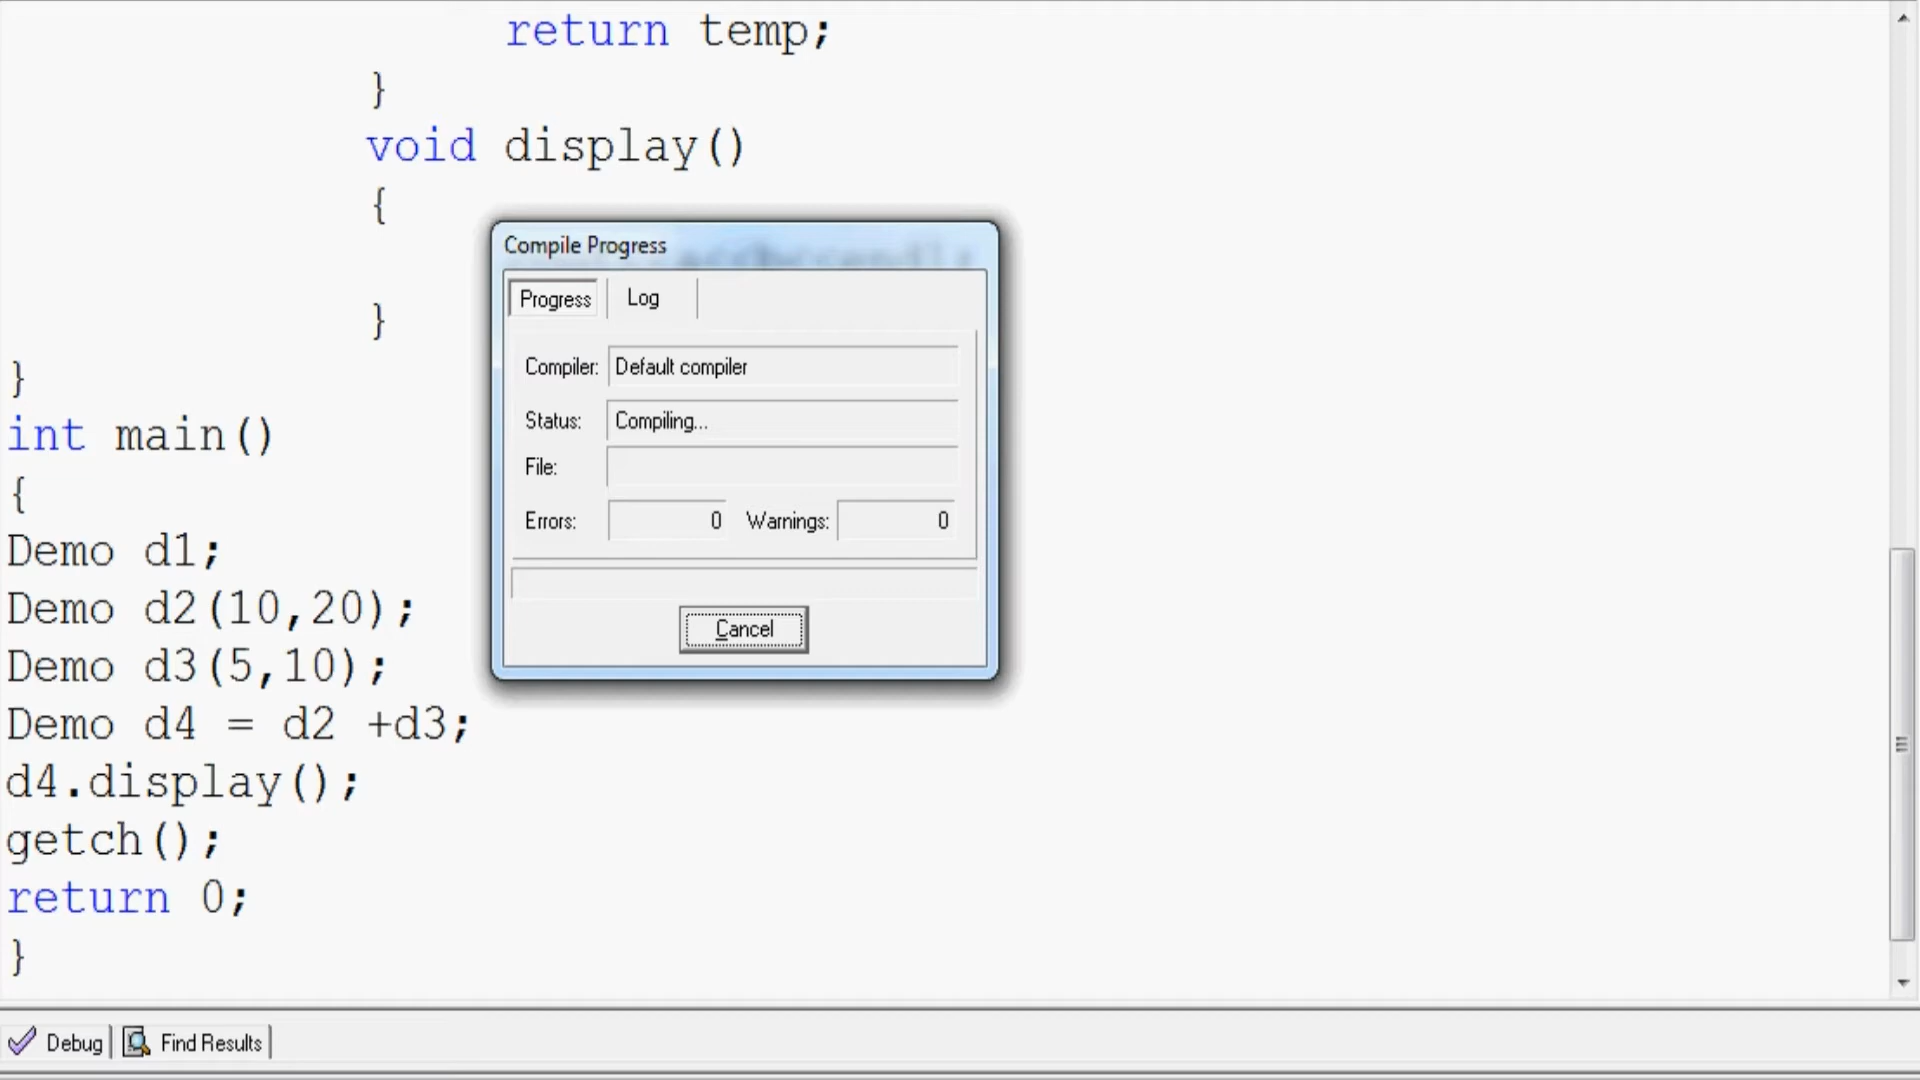 return temp;
}
void display()
{
}
}
int main()
{
Demo d1;
Demo d2(10,20);
Demo d3(5,10);
Demo d4 = d2 +d3;
d4.display();
getch();
return 0;
}
Compile Progress
Progress Log
Compiler: Default compiler
Status: Compiling...
File:
Errors: 0 Warnings: 0
Cancel
Debug Find Results